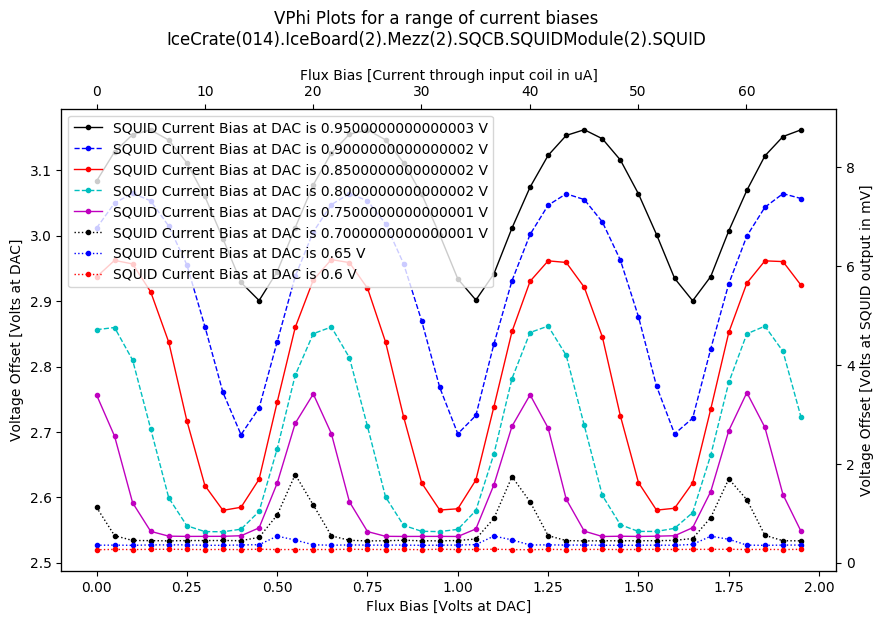 VPhi Plots for a range of current biases
IceCrate(014).IceBoard(2).Mezz(2).SQCB.SQUIDModule(2).SQUID
Flux Bias [Current through input coil in uA]
0 10 20 30 40 50 60
SQUID Current Bias at DAC is 0.9500000000000003 V
SQUID Current Bias at DAC is 0.9000000000000002 V
SQUID Current Bias at DAC is 0.8500000000000002 V
SQUID Current Bias at DAC is 0.8000000000000002 V
SQUID Current Bias at DAC is 0.7500000000000001 V
SQUID Current Bias at DAC is 0.7000000000000001 V
SQUID Current Bias at DAC is 0.65 V
SQUID Current Bias at DAC is 0.6 V
Voltage Offset [Volts at DAC]
3.1
3.0
2.9
2.8
2.7
2.6
2.5
8
6
4
2
0
Voltage Offset [Volts at SQUID output in mV]
0.00 0.25 0.50 0.75 1.00 1.25 1.50 1.75 2.00
Flux Bias [Volts at DAC]